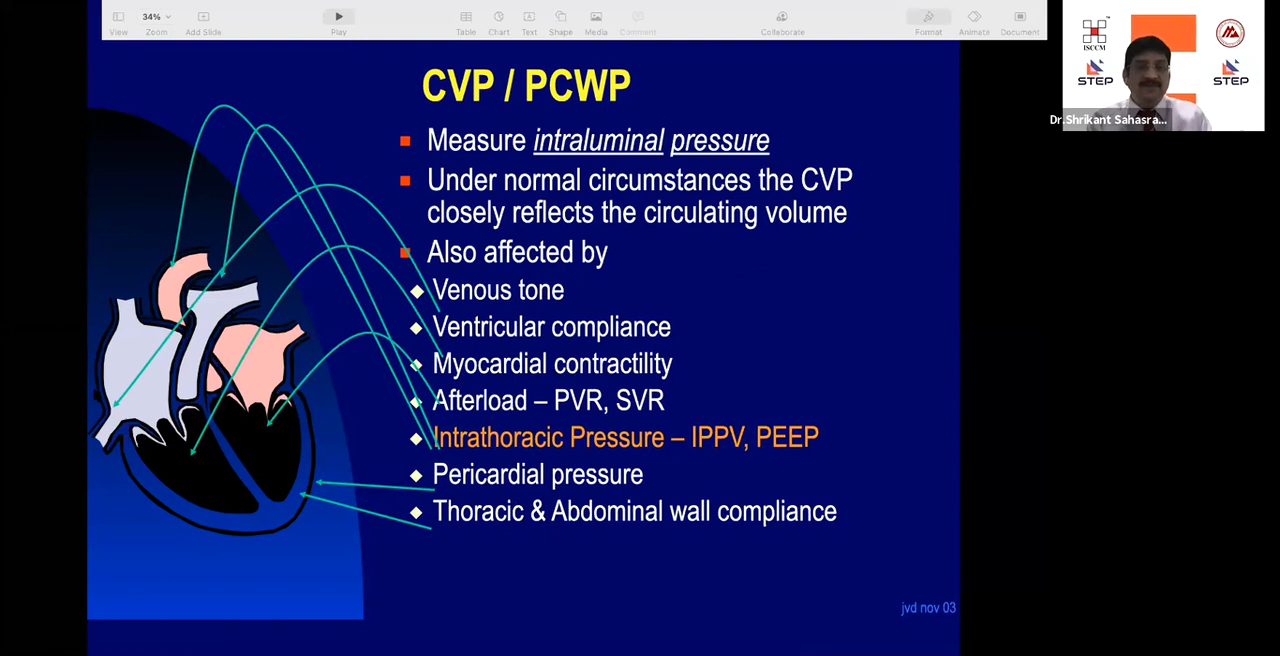 34%
View
Zoom
Add Slide
Play
Table
Chart
Text
Shape
Media
Comment
Collaborate
Format
Animate
Document
ISCCM
STEP
STEP
Dr.Shrikant Sahasra...
CVP / PCWP
Measure intraluminal pressure
Under normal circumstances the CVP
closely reflects the circulating volume
Also affected by
Venous tone
Ventricular compliance
Myocardial contractility
Afterload – PVR, SVR
Intrathoracic Pressure – IPPV, PEEP
Pericardial pressure
Thoracic & Abdominal wall compliance
jvd nov 03